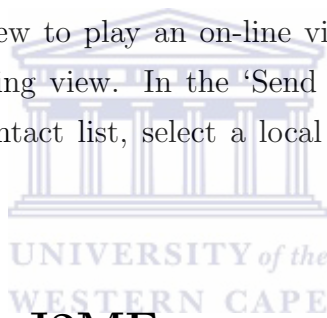 ew to play an on-line vi
ng view. In the ‘Send
ntact list, select a local
UNIVERSITY of the
WESTERN CAPE